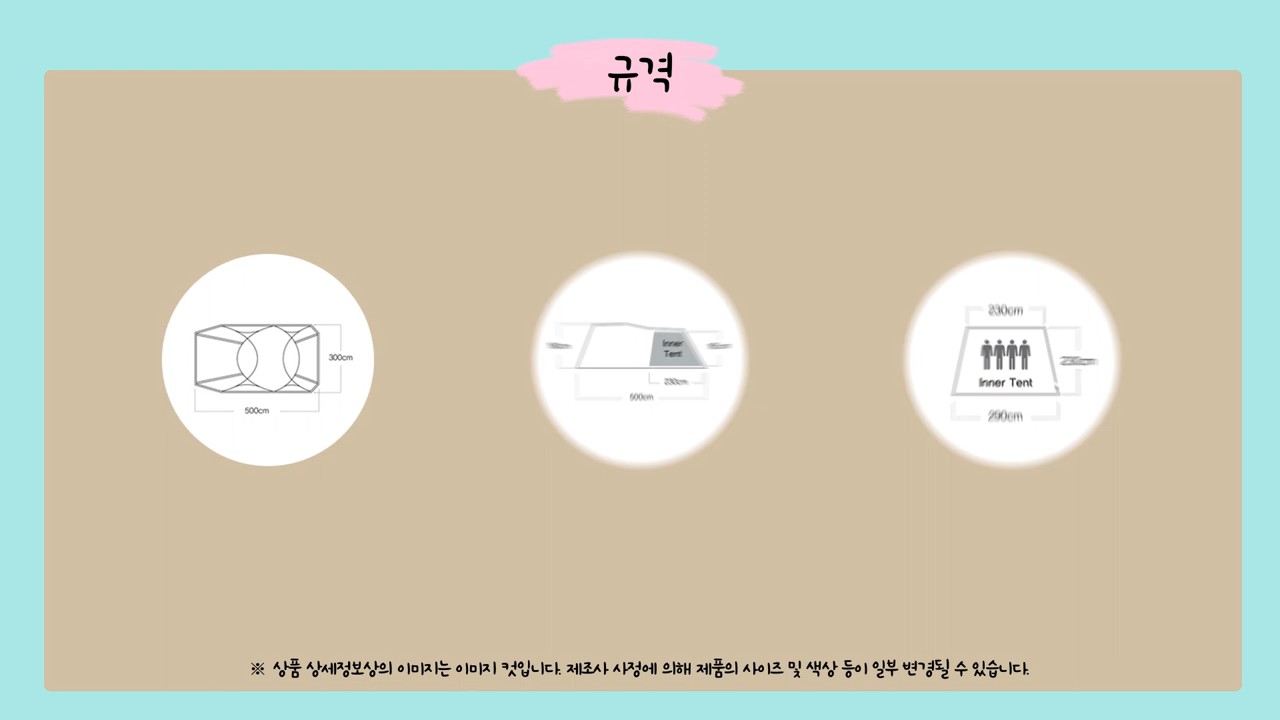 규격
300cm
500cm
Inner
Tent
230cm
500cm
230cm
Inner Tent
290cm
※ 상품 상세정보상의 이미지는 이미지 컷입니다. 제조사 사정에 의해 제품의 사이즈 및 색상 등이 일부 변경될 수 있습니다.